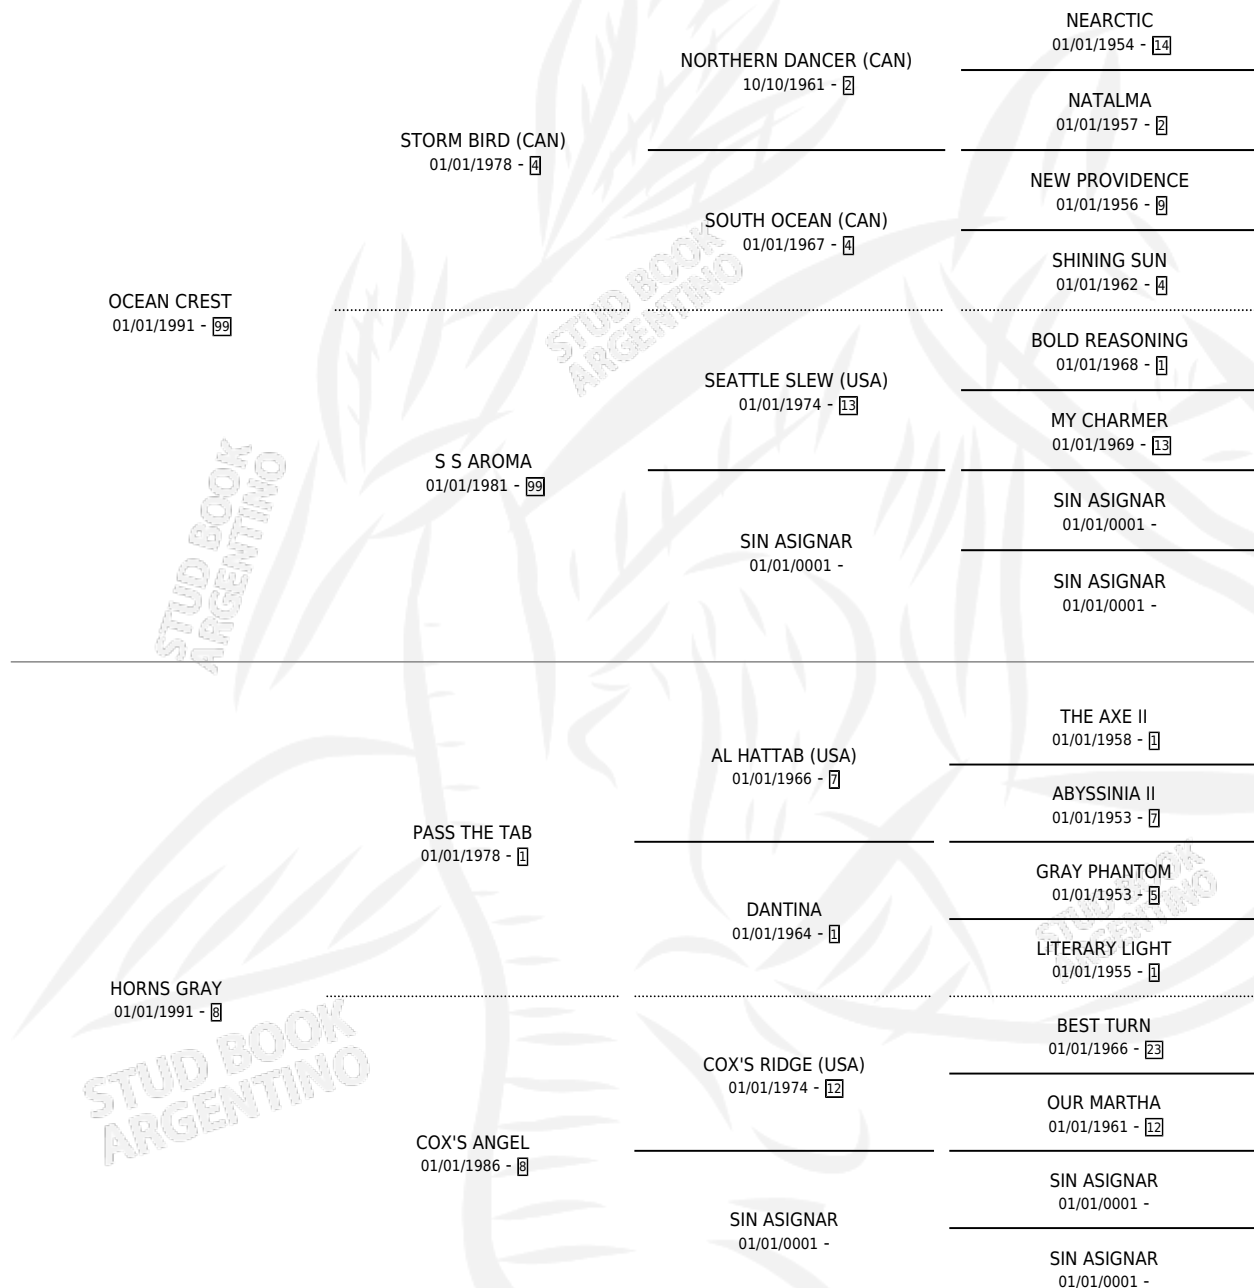 NEARCTIC
01/01/1954 - 14
NORTHERN DANCER (CAN)
10/10/1961 - 2
NATALMA
01/01/1957 - 2
STORM BIRD (CAN)
01/01/1978 - 4
NEW PROVIDENCE
01/01/1956 - 9
SOUTH OCEAN (CAN)
01/01/1967 - 4
SHINING SUN
01/01/1962 - 4
STUD BOOK
ARGENTINO
OCEAN CREST
01/01/1991 - 99
BOLD REASONING
01/01/1968 - 1
SEATTLE SLEW (USA)
01/01/1974 - 13
MY CHARMER
01/01/1969 - 13
S S AROMA
01/01/1981 - 99
SIN ASIGNAR
01/01/0001 -
SIN ASIGNAR
01/01/0001 -
SIN ASIGNAR
01/01/0001 -
STUD BOOK
ARGENTINO
THE AXE II
01/01/1958 - 1
AL HATTAB (USA)
01/01/1966 - 7
ABYSSINIA II
01/01/1953 - 7
PASS THE TAB
01/01/1978 - 1
GRAY PHANTOM
01/01/1953 - 5
DANTINA
01/01/1964 - 1
LITERARY LIGHT
01/01/1955 - 1
STUD BOOK
ARGENTINO
HORNS GRAY
01/01/1991 - 8
BEST TURN
01/01/1966 - 23
COX'S RIDGE (USA)
01/01/1974 - 12
OUR MARTHA
01/01/1961 - 12
STUD BOOK
ARGENTINO
COX'S ANGEL
01/01/1986 - 8
SIN ASIGNAR
01/01/0001 -
SIN ASIGNAR
01/01/0001 -
SIN ASIGNAR
01/01/0001 -